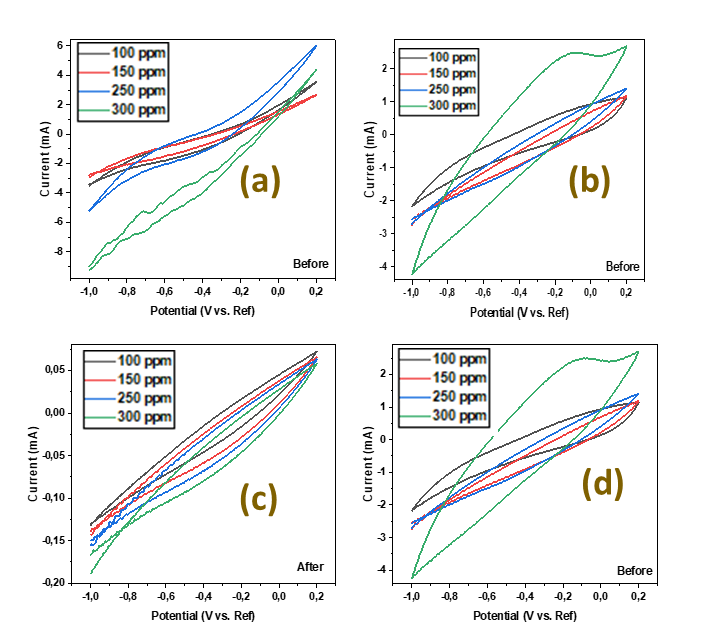 6
4
2
0
-2
-4
-6
-8
Current (mA)
100 ppm
150 ppm
250 ppm
300 ppm
(a)
Before
-1,0 -0,8 -0,6 -0,4 -0,2 0,0 0,2
Potential (V vs. Ref)
2
1
0
-1
-2
-3
-4
Current (mA)
100 ppm
150 ppm
250 ppm
300 ppm
(b)
Before
-1,0 -0,8 -0,6 -0,4 -0,2 0,0 0,2
Potential (V vs. Ref)
0,05
0,00
-0,05
-0,10
-0,15
-0,20
Current (mA)
100 ppm
150 ppm
250 ppm
300 ppm
(c)
After
-1,0 -0,8 -0,6 -0,4 -0,2 0,0 0,2
Potential (V vs. Ref)
2
1
0
-1
-2
-3
-4
Current (mA)
100 ppm
150 ppm
250 ppm
300 ppm
(d)
Before
-1,0 -0,8 -0,6 -0,4 -0,2 0,0 0,2
Potential (V vs. Ref)